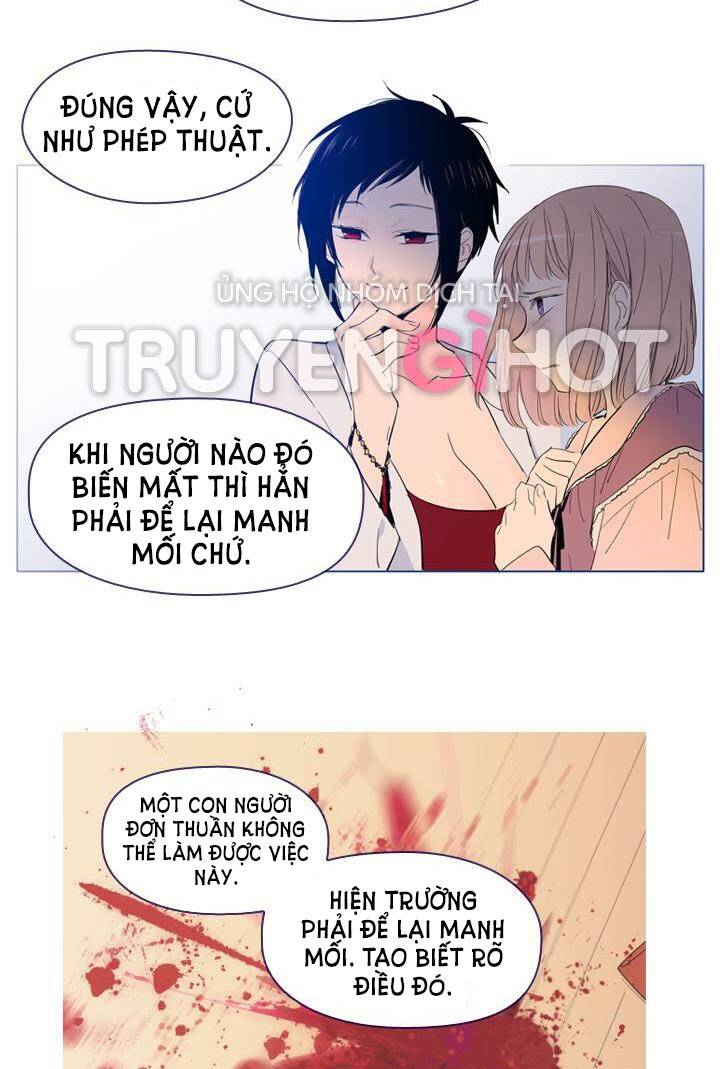 ĐÚNG VẬY, CỨ
NHƯ PHÉP THUẬT.
ỦNG HỘ NHÓM DỊCH TẠI
TRUYENGIHOT
KHI NGƯỜI NÀO ĐÓ
BIẾN MẤT THÌ HẲN
PHẢI ĐỂ LẠI MANH
MỐI CHỨ.
MỘT CON NGƯỜI
ĐƠN THUẦN KHÔNG
THỂ LÀM ĐƯỢC VIỆC
NÀY.
HIỆN TRƯỜNG
PHẢI ĐỂ LẠI MANH
MỐI. TAO BIẾT RÕ
ĐIỀU ĐÓ.